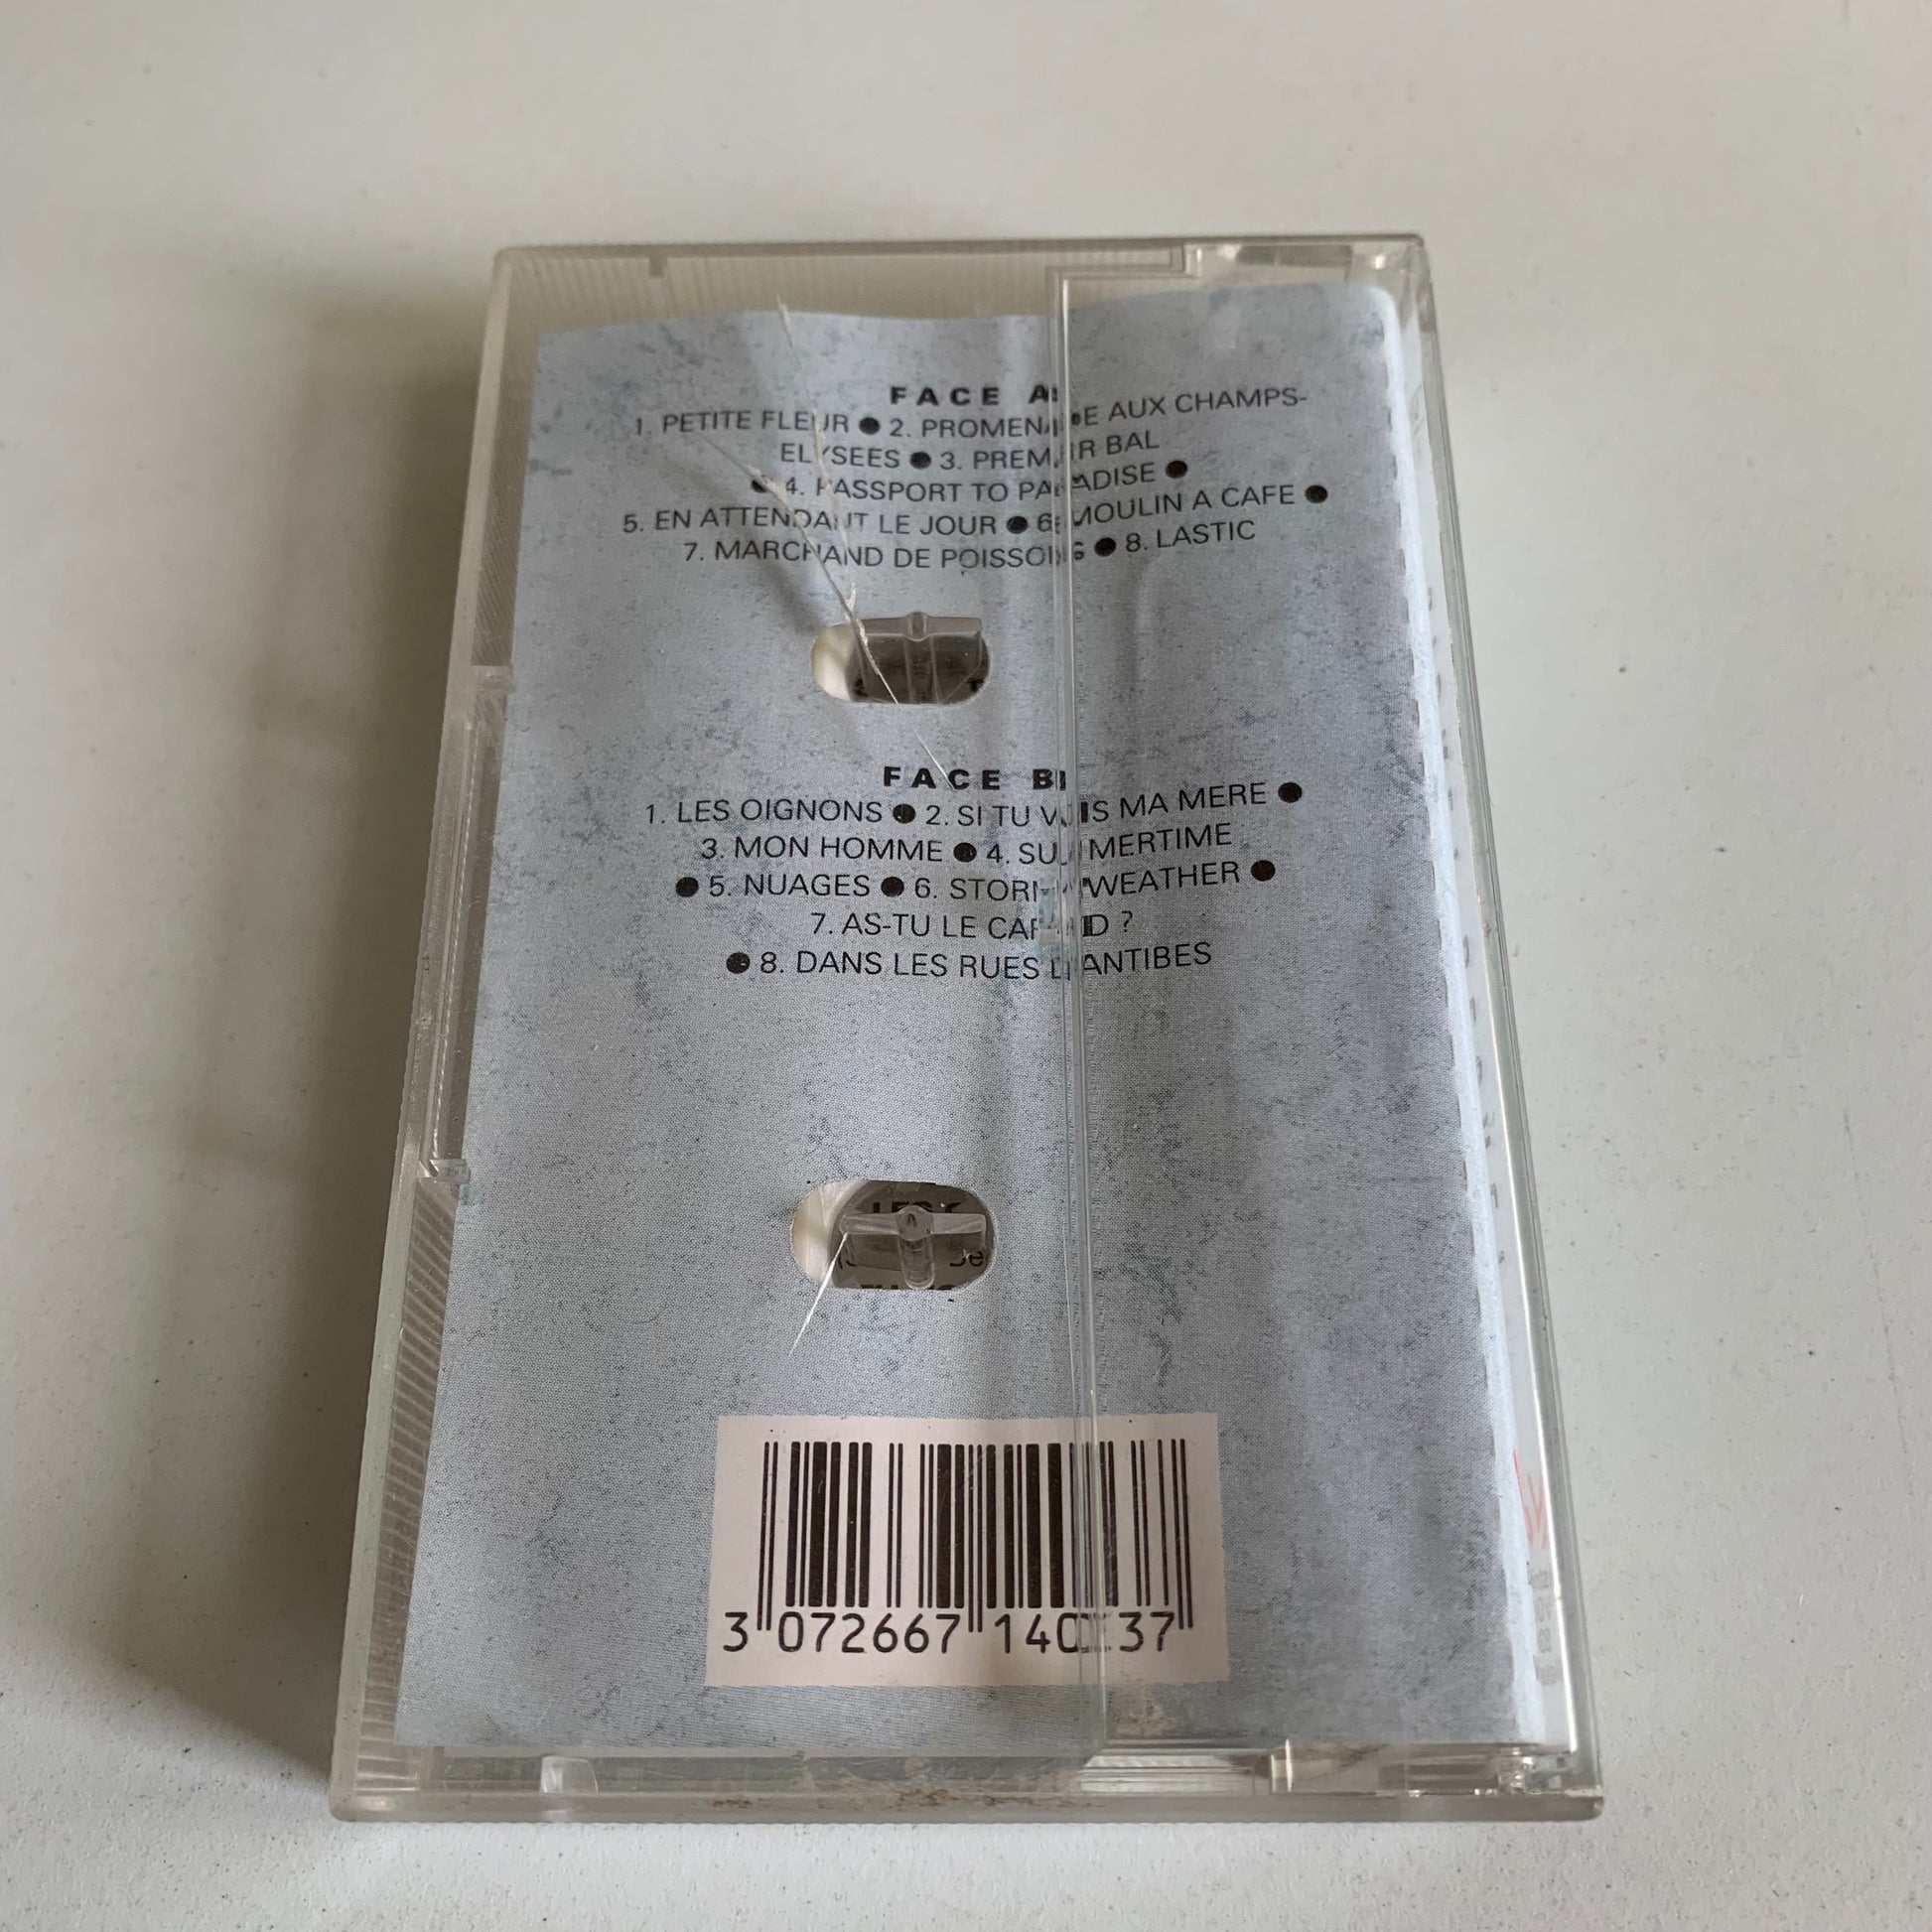 FACE A
1. PETITE FLEUR ● 2. PROMENADE AUX CHAMPS-
ELYSEES ● 3. PREMIER BAL
● 4. PASSPORT TO PARADISE ●
5. EN ATTENDANT LE JOUR ● 6. MOULIN A CAFE ●
7. MARCHAND DE POISSONS ● 8. LASTIC
FACE B
1. LES OIGNONS ● 2. SI TU VOIS MA MERE ●
3. MON HOMME ● 4. SUMMERTIME
● 5. NUAGES ● 6. STORMY WEATHER ●
7. AS-TU LE CAFARD ?
● 8. DANS LES RUES D'ANTIBES
3 072667